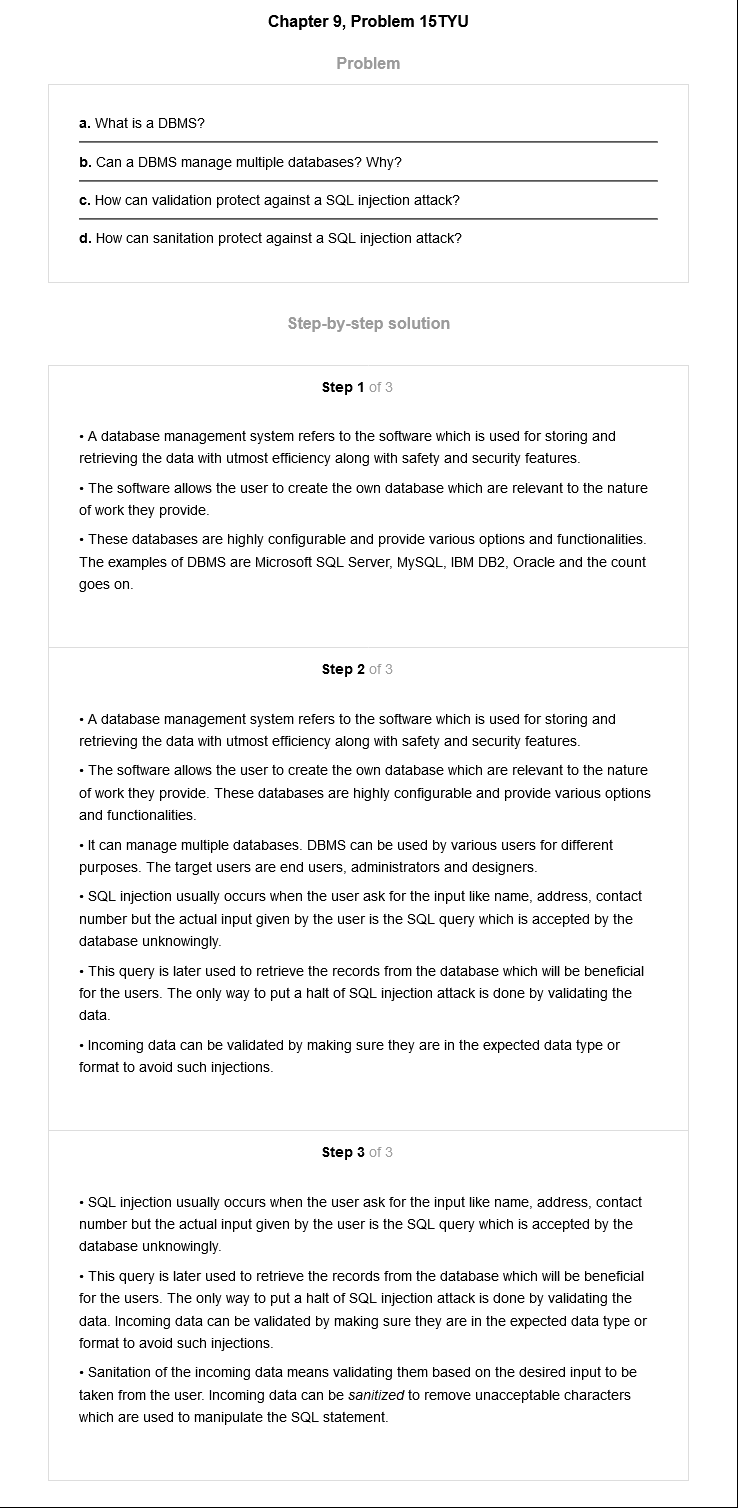 Chapter 9, Problem 15TYU
Problem
a. What is a DBMS?
b. Can a DBMS manage multiple databases? Why?
c. How can validation protect against a SQL injection attack?
d. How can sanitation protect against a SQL injection attack?
Step-by-step solution
Step 1 of 3
• A database management system refers to the software which is used for storing and
retrieving the data with utmost efficiency along with safety and security features.
• The software allows the user to create the own database which are relevant to the nature
of work they provide.
• These databases are highly configurable and provide various options and functionalities.
The examples of DBMS are Microsoft SQL Server, MySQL, IBM DB2, Oracle and the count
goes on.
Step 2 of 3
• A database management system refers to the software which is used for storing and
retrieving the data with utmost efficiency along with safety and security features.
• The software allows the user to create the own database which are relevant to the nature
of work they provide. These databases are highly configurable and provide various options
and functionalities.
• It can manage multiple databases. DBMS can be used by various users for different
purposes. The target users are end users, administrators and designers.
• SQL injection usually occurs when the user ask for the input like name, address, contact
number but the actual input given by the user is the SQL query which is accepted by the
database unknowingly.
• This query is later used to retrieve the records from the database which will be beneficial
for the users. The only way to put a halt of SQL injection attack is done by validating the
data.
• Incoming data can be validated by making sure they are in the expected data type or
format to avoid such injections.
Step 3 of 3
• SQL injection usually occurs when the user ask for the input like name, address, contact
number but the actual input given by the user is the SQL query which is accepted by the
database unknowingly.
• This query is later used to retrieve the records from the database which will be beneficial
for the users. The only way to put a halt of SQL injection attack is done by validating the
data. Incoming data can be validated by making sure they are in the expected data type or
format to avoid such injections.
• Sanitation of the incoming data means validating them based on the desired input to be
taken from the user. Incoming data can be sanitized to remove unacceptable characters
which are used to manipulate the SQL statement.